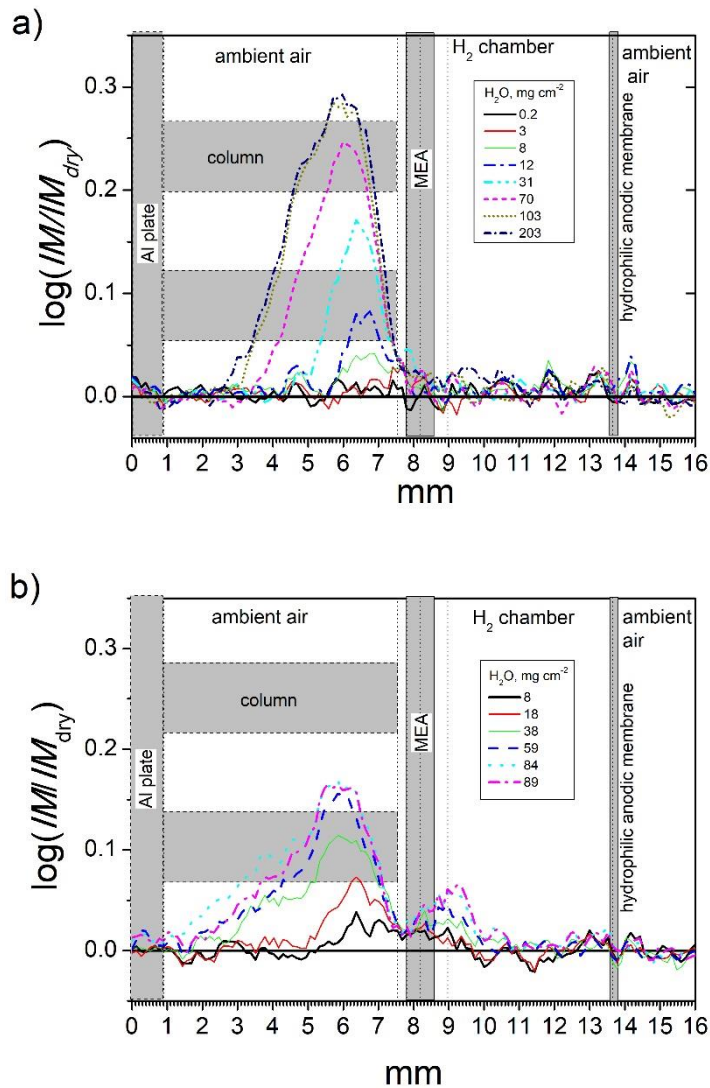 a)
ambient air
H2 chamber
ambient
air
0.3
0.2
0.1
0.0
log(IM/IMdry)
Al plate
column
MEA
hydrophilic anodic membrane
H2O, mg cm-2
0.2
3
8
12
31
70
103
203
0 1 2 3 4 5 6 7 8 9 10 11 12 13 14 15 16
mm
b)
ambient air
H2 chamber
ambient
air
0.3
0.2
0.1
0.0
log(IM/IMdry)
Al plate
column
MEA
hydrophilic anodic membrane
H2O, mg cm-2
8
18
38
59
84
89
0 1 2 3 4 5 6 7 8 9 10 11 12 13 14 15 16
mm